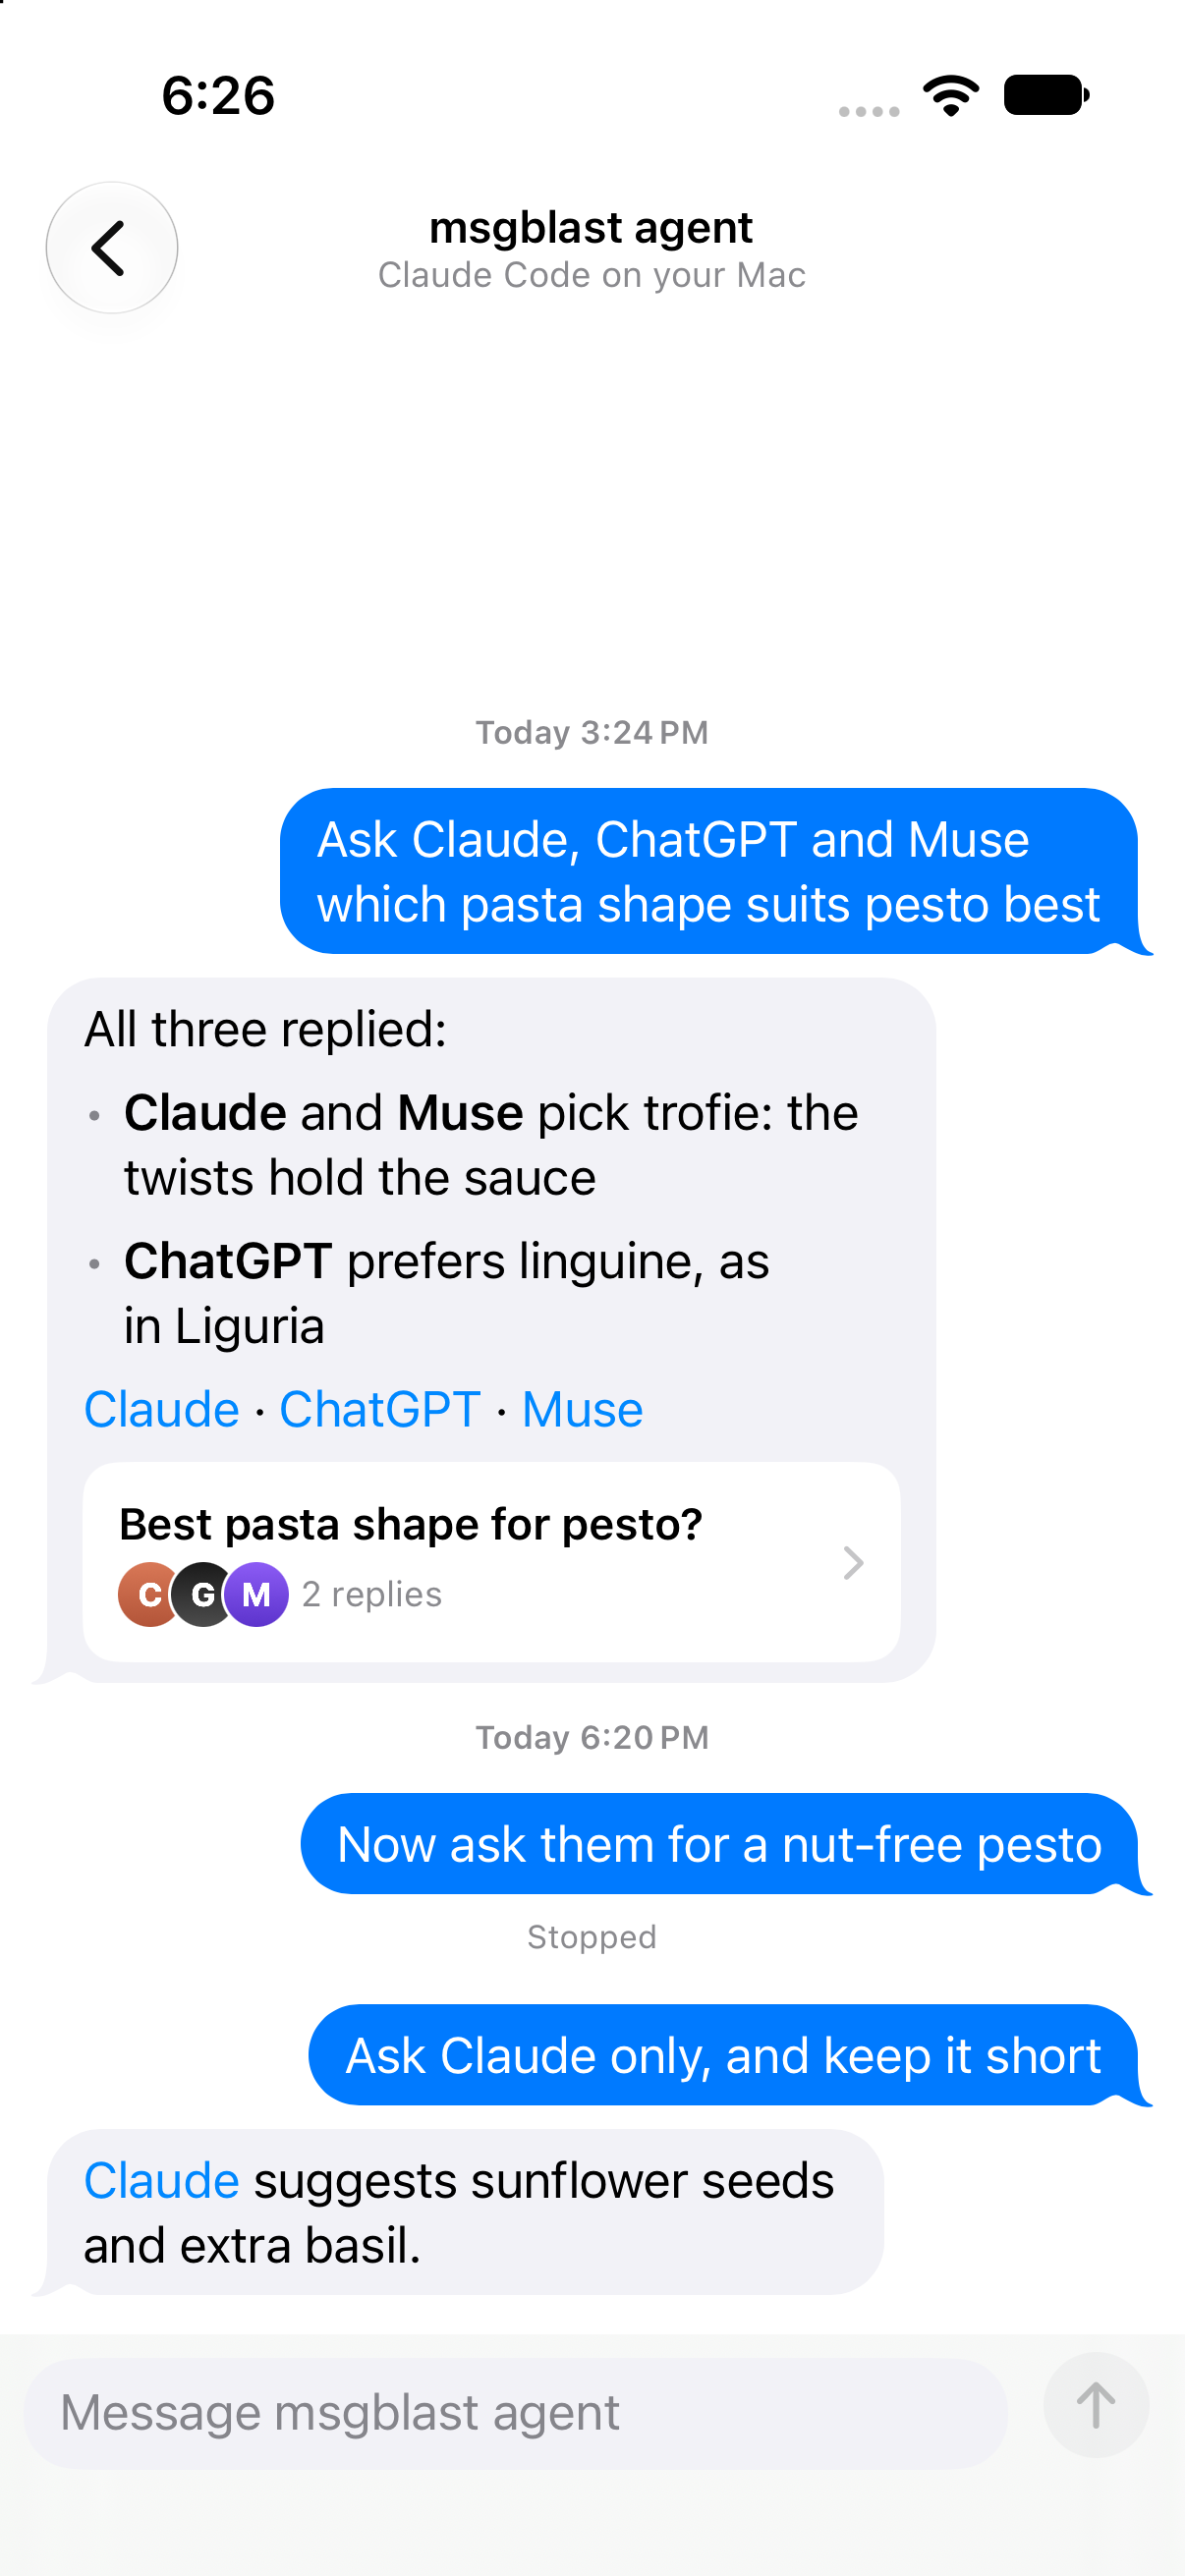 6:26
msgblast agent
Claude Code on your Mac
Today 3:24 PM
Ask Claude, ChatGPT and Muse
which pasta shape suits pesto best
All three replied:
• Claude and Muse pick trofie: the
twists hold the sauce
• ChatGPT prefers linguine, as
in Liguria
Claude · ChatGPT · Muse
Best pasta shape for pesto?
C G M 2 replies
Today 6:20 PM
Now ask them for a nut-free pesto
Stopped
Ask Claude only, and keep it short
Claude suggests sunflower seeds
and extra basil.
Message msgblast agent